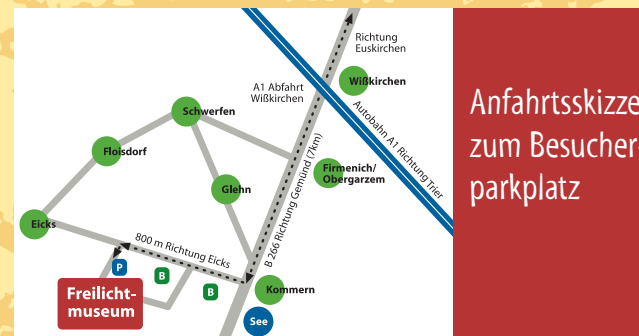 Richtung
Euskirchen
A1 Abfahrt
Wißkirchen
Wißkirchen
Autobahn A1 Richtung Trier
Schwerfen
Floisdorf
B 266 Richtung Gemünd (7km)
Firmenich/
Obergarzem
Glehn
Eicks
800 m Richtung Eicks
P
B
B
Freilicht-
museum
Kommern
See
Anfahrtsskizze
zum Besucher-
parkplatz